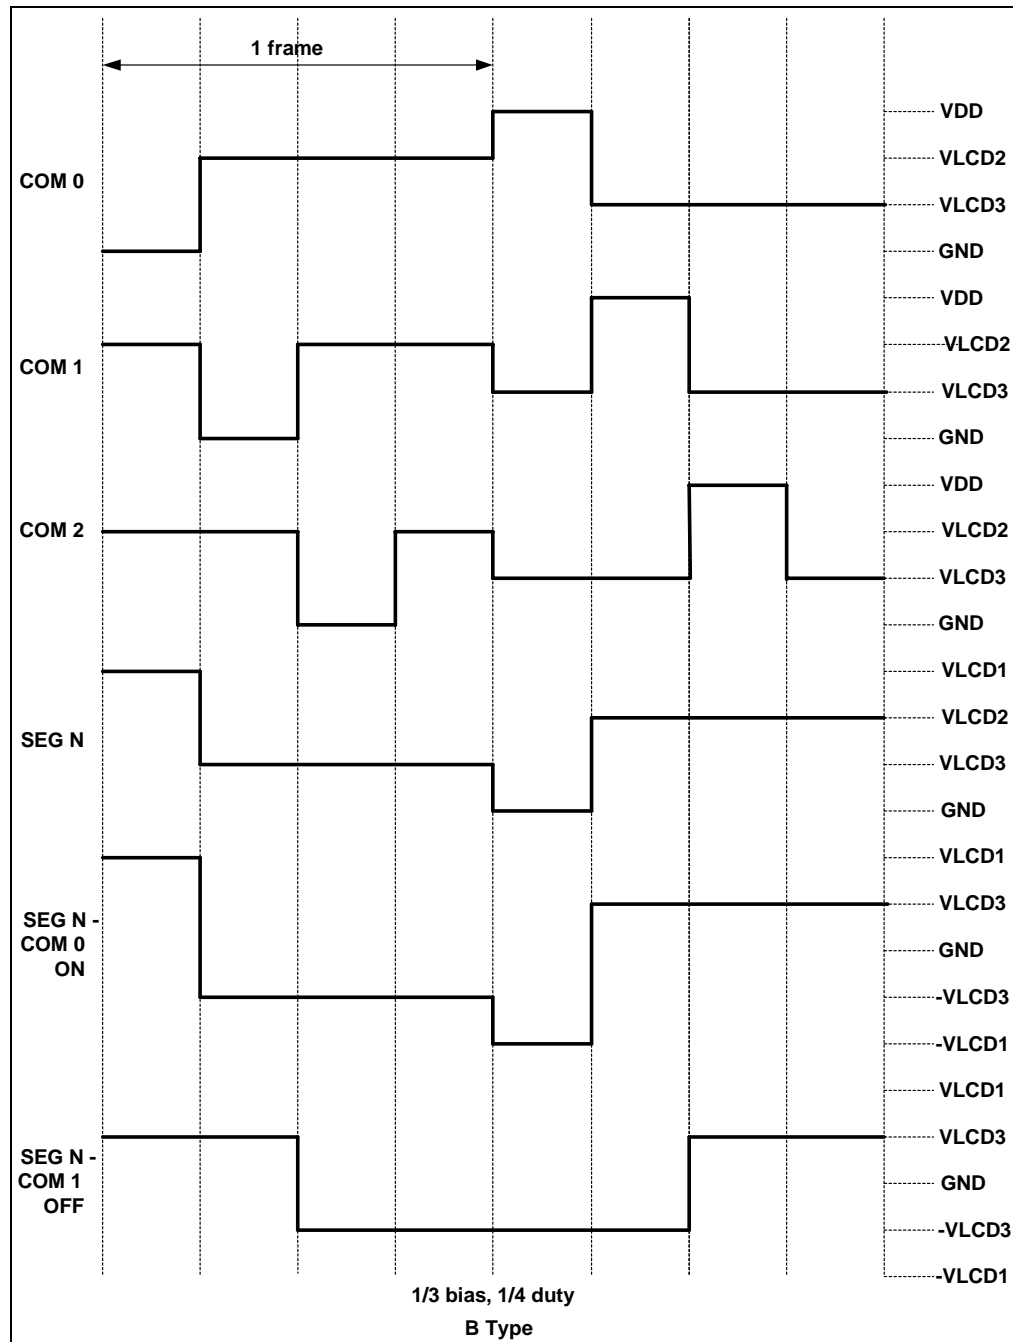 1 frame
COM 0
VDD
VLCD2
VLCD3
GND
COM 1
VDD
VLCD2
VLCD3
GND
COM 2
VDD
VLCD2
VLCD3
GND
SEG N
VLCD1
VLCD2
VLCD3
GND
SEG N -
COM 0
ON
VLCD1
VLCD3
GND
-VLCD3
-VLCD1
SEG N -
COM 1
OFF
VLCD1
VLCD3
GND
-VLCD3
-VLCD1
1/3 bias, 1/4 duty
B Type